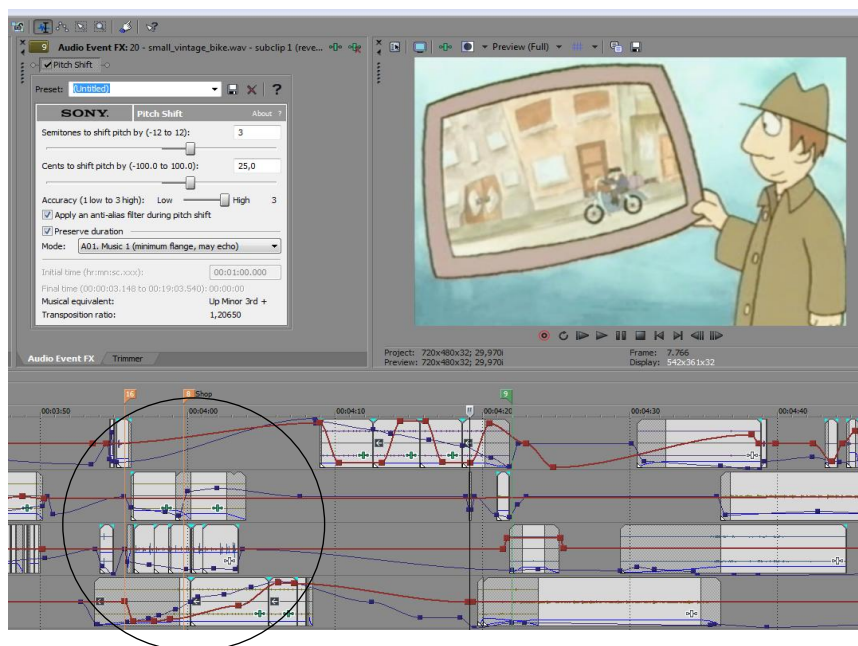 9 Audio Event FX: 20 - small_vintage_bike.wav - subclip 1 (reve...
Pitch Shift
Preset: (Untitled)
SONY. Pitch Shift About ?
Semitones to shift pitch by (-12 to 12): 3
Cents to shift pitch by (-100.0 to 100.0): 25,0
Accuracy (1 low to 3 high): Low High 3
Apply an anti-alias filter during pitch shift
Preserve duration
Mode: A01. Music 1 (minimum flange, may echo)
Initial time (hr:mn:sc.xxx): 00:01:00.000
Final time (00:00:03.148 to 00:19:03.540): 00:00:00
Musical equivalent: Up Minor 3rd +
Transposition ratio: 1,20650
Audio Event FX Trimmer
Preview (Full)
Project: 720x480x32; 29,970i Frame: 7.766
Preview: 720x480x32; 29,970i Display: 542x361x32
16 8 Shop 9
00:03:50 00:04:00 00:04:10 00:04:20 00:04:30 00:04:40